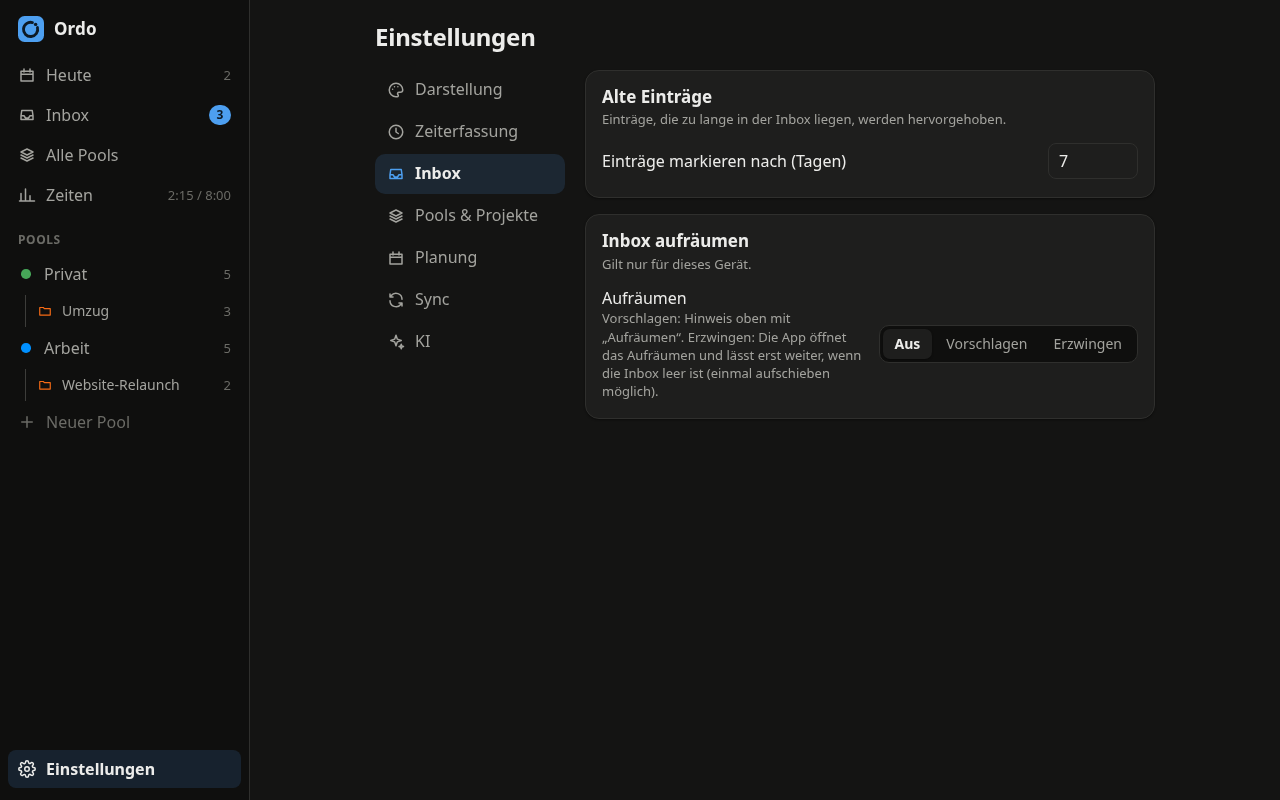 Ordo
Heute 2
Inbox 3
Alle Pools
Zeiten 2:15 / 8:00
POOLS
Privat 5
Umzug 3
Arbeit 5
Website-Relaunch 2
Neuer Pool
Einstellungen
Einstellungen
Darstellung
Zeiterfassung
Inbox
Pools & Projekte
Planung
Sync
KI
Alte Einträge
Einträge, die zu lange in der Inbox liegen, werden hervorgehoben.
Einträge markieren nach (Tagen) 7
Inbox aufräumen
Gilt nur für dieses Gerät.
Aufräumen
Vorschlagen: Hinweis oben mit
„Aufräumen“. Erzwingen: Die App öffnet
das Aufräumen und lässt erst weiter, wenn
die Inbox leer ist (einmal aufschieben
möglich).
Aus Vorschlagen Erzwingen